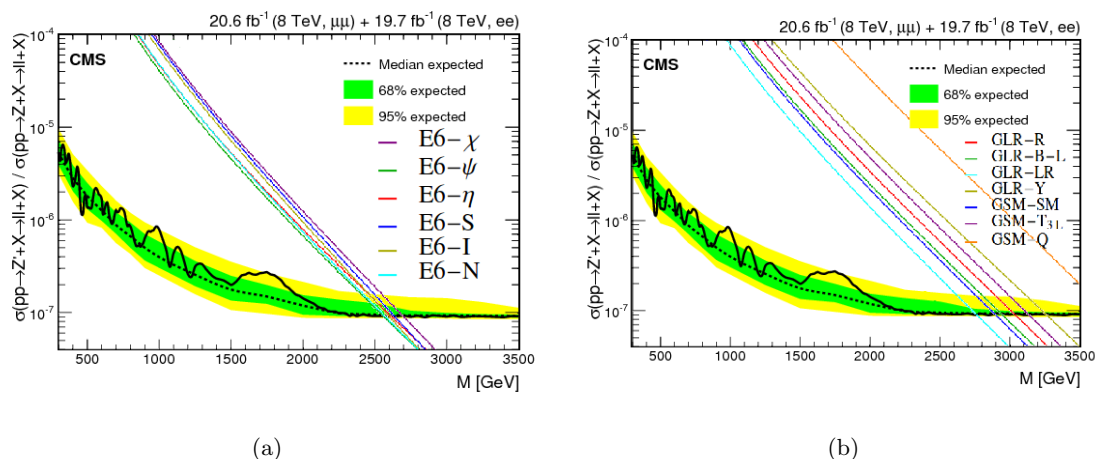 20.6 fb⁻¹ (8 TeV, μμ) + 19.7 fb⁻¹ (8 TeV, ee)
σ(pp→Z'+X→ll+X) / σ(pp→Z+X→ll+X)
10⁻⁴
10⁻⁵
10⁻⁶
10⁻⁷
CMS
Median expected
68% expected
95% expected
E6−χ
E6−ψ
E6−η
E6−S
E6−I
E6−N
500 1000 1500 2000 2500 3000 3500
M [GeV]
(a)
20.6 fb⁻¹ (8 TeV, μμ) + 19.7 fb⁻¹ (8 TeV, ee)
σ(pp→Z'+X→ll+X) / σ(pp→Z+X→ll+X)
10⁻⁴
10⁻⁵
10⁻⁶
10⁻⁷
CMS
Median expected
68% expected
95% expected
GLR−R
GLR−B−L
GLR−LR
GLR−Y
GSM−SM
GSM−T₃L
GSM−Q
500 1000 1500 2000 2500 3000 3500
M [GeV]
(b)